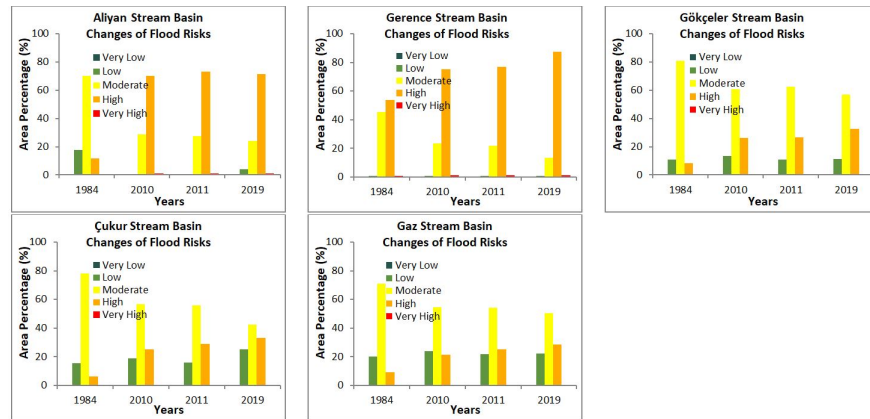 Aliyan Stream Basin
Changes of Flood Risks
Area Percentage (%)
100
80
60
40
20
0
Very Low
Low
Moderate
High
Very High
1984 2010 2011 2019
Years
Gerence Stream Basin
Changes of Flood Risks
Area Percentage (%)
100
80
60
40
20
0
Very Low
Low
Moderate
High
Very High
1984 2010 2011 2019
Years
Gökçeler Stream Basin
Changes of Flood Risks
Area Percentage (%)
100
80
60
40
20
0
Very Low
Low
Moderate
High
Very High
1984 2010 2011 2019
Years
Çukur Stream Basin
Changes of Flood Risks
Area Percentage (%)
100
80
60
40
20
0
Very Low
Low
Moderate
High
Very High
1984 2010 2011 2019
Years
Gaz Stream Basin
Changes of Flood Risks
Area Percentage (%)
100
80
60
40
20
0
Very Low
Low
Moderate
High
Very High
1984 2010 2011 2019
Years